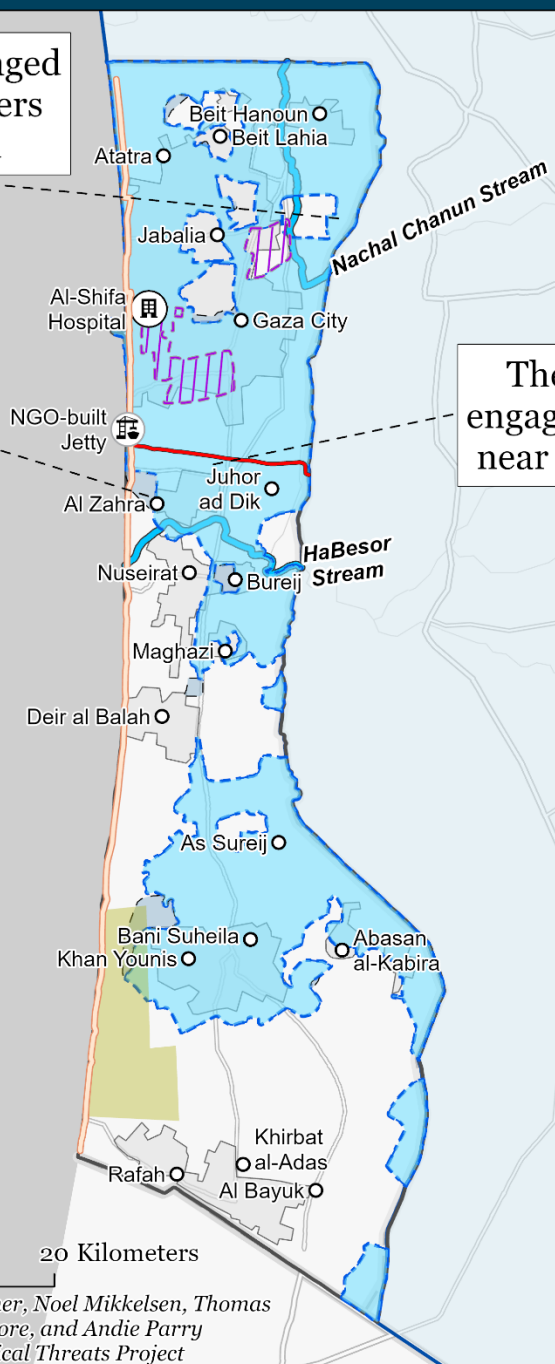 ers
Beit Hanoun
Beit Lahia
Atatra
Nachal Chanun Stream
Jabalia
Al-Shifa
Hospital
Gaza City
The
NGO-built
Jetty
engag
near
Juhor
ad Dik
Al Zahra
HaBesor
Stream
Nuseirat
Bureij
Maghazi
Deir al Balah
As Sureij
Bani Suheila
Abasan
al-Kabira
Khan Younis
Khirbat
al-Adas
Rafah
Al Bayuk
20 Kilometers
er, Noel Mikkelsen, Thomas
ore, and Andie Parry
ical Threats Project